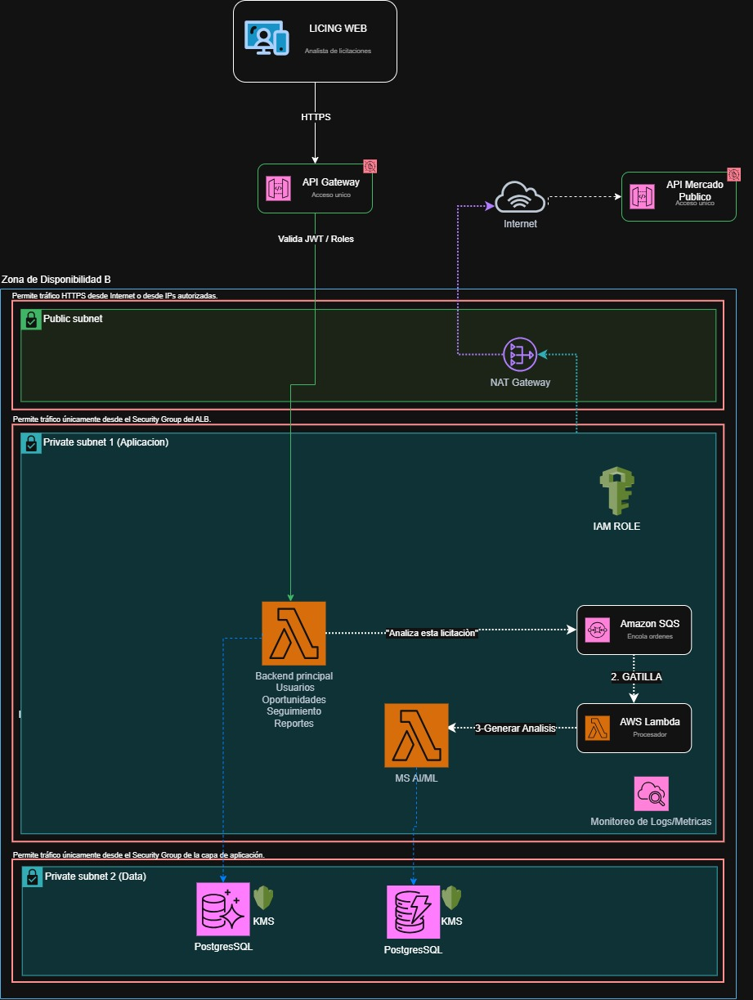 LICING WEB
Analista de licitaciones
HTTPS
API Gateway
Acceso unico
Internet
API Mercado
Publico
Acceso unico
Valida JWT / Roles
Zona de Disponibilidad B
Permite tráfico HTTPS desde Internet o desde IPs autorizadas.
Public subnet
NAT Gateway
Permite tráfico únicamente desde el Security Group del ALB.
Private subnet 1 (Aplicacion)
IAM ROLE
"Analiza esta licitaciòn"
Amazon SQS
Encola ordenes
Backend principal
Usuarios
Oportunidades
Seguimiento
Reportes
2. GATILLA
3-Generar Analisis
AWS Lambda
Procesador
MS AI/ML
Monitoreo de Logs/Metricas
Permite tráfico únicamente desde el Security Group de la capa de aplicación.
Private subnet 2 (Data)
KMS
PostgresSQL
KMS
PostgresSQL